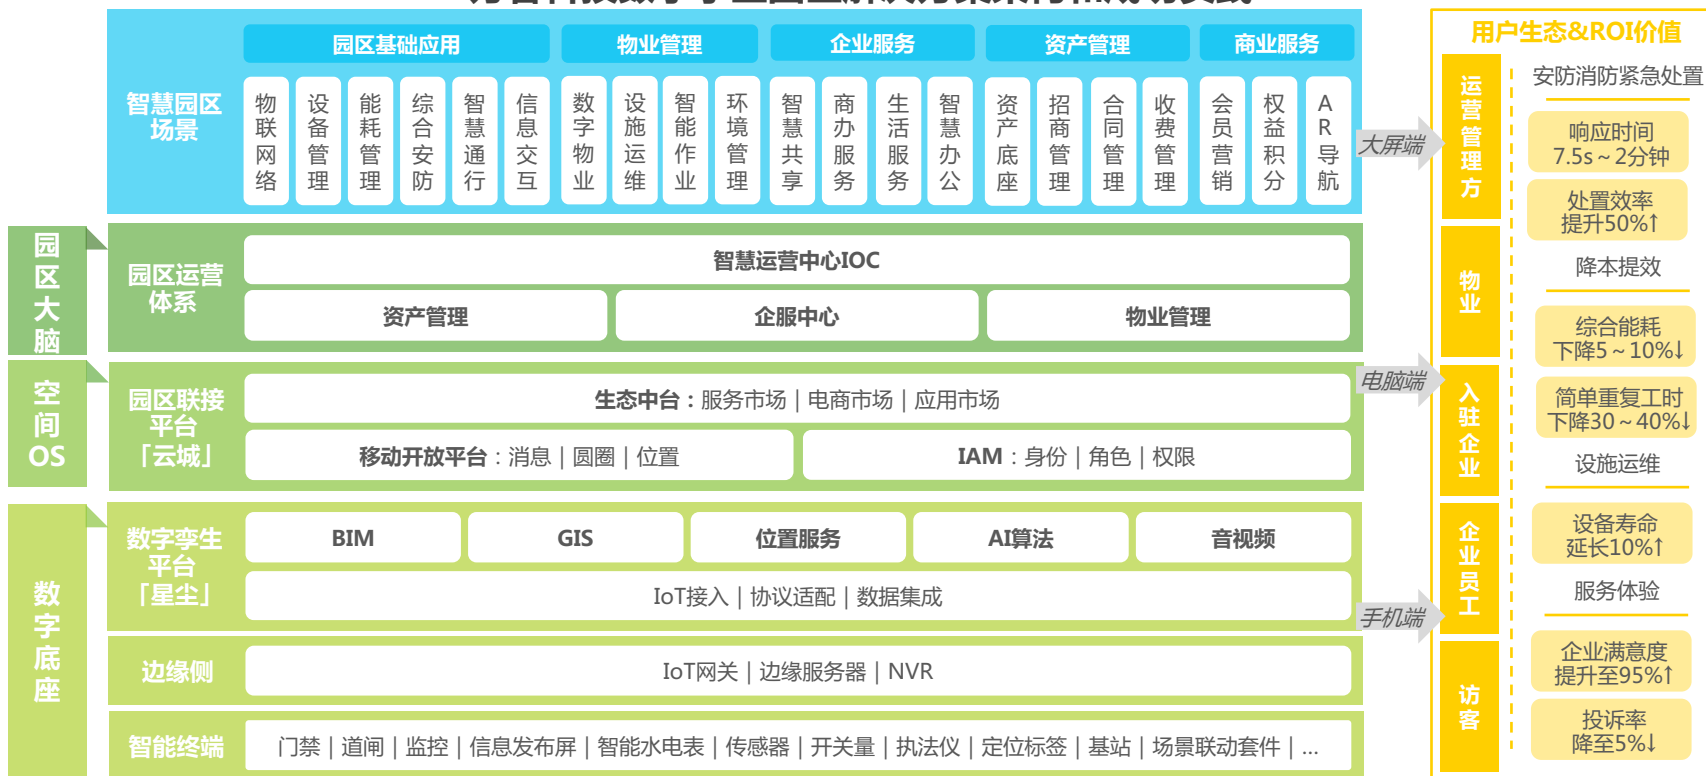 用户生态&ROI价值
园区基础应用
物业管理
企业服务
资产管理
商业服务
智慧园区
场景
物联网络
设备管理
能耗管理
综合安防
智慧通行
信息交互
数字物业
设施运维
智能作业
环境管理
智慧共享
商办服务
生活服务
智慧办公
资产底座
招商管理
合同管理
收费管理
会员营销
权益积分
AR导航
园区大脑
园区运营
体系
智慧运营中心IOC
资产管理
企服中心
物业管理
空间OS
园区联接
平台
「云城」
生态中台：服务市场 | 电商市场 | 应用市场
移动开放平台：消息 | 圆圈 | 位置
IAM：身份 | 角色 | 权限
数字底座
数字孪生
平台
「星尘」
BIM
GIS
位置服务
AI算法
音视频
IoT接入 | 协议适配 | 数据集成
边缘侧
IoT网关 | 边缘服务器 | NVR
智能终端
门禁 | 道闸 | 监控 | 信息发布屏 | 智能水电表 | 传感器 | 开关量 | 执法仪 | 定位标签 | 基站 | 场景联动套件 | ...
大屏端
电脑端
手机端
运营管理方
物业
入驻企业
企业员工
访客
安防消防紧急处置
响应时间
7.5s～2分钟
处置效率
提升50%↑
降本提效
综合能耗
下降5～10%↓
简单重复工时
下降30～40%↓
设施运维
设备寿命
延长10%↑
服务体验
企业满意度
提升至95%↑
投诉率
降至5%↓